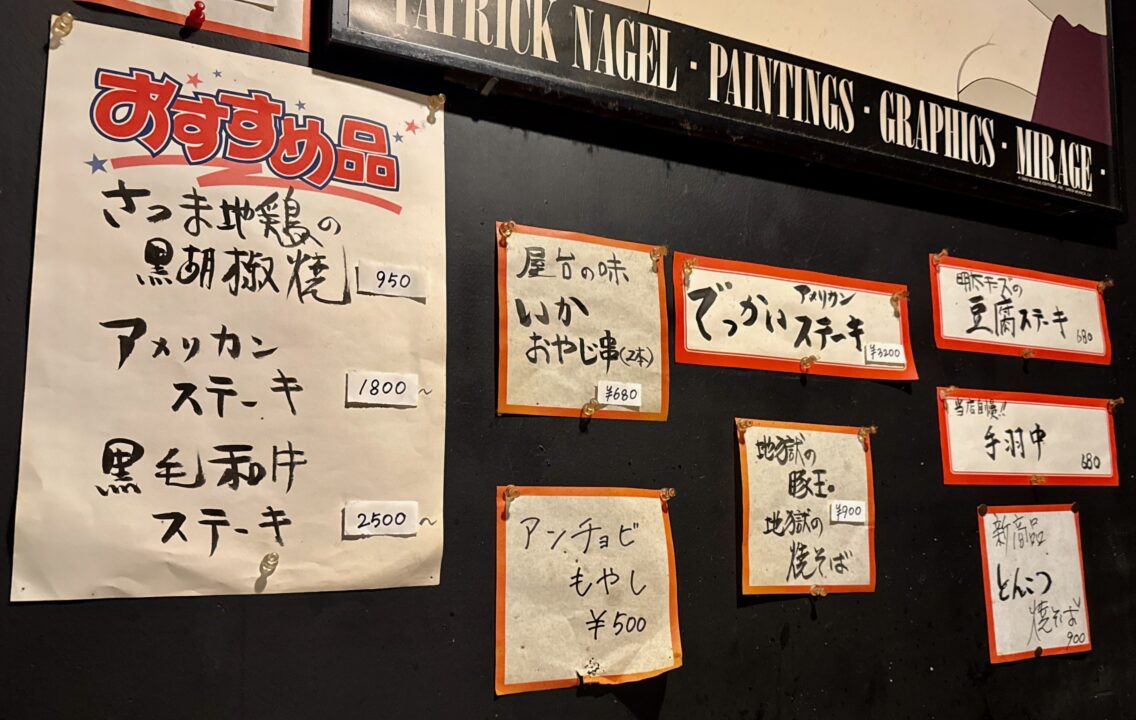 PATRICK NAGEL · PAINTINGS · GRAPHICS · MIRAGE ·
おすすめ品
さつま地鶏の
黒胡椒焼 950
アメリカン
ステーキ 1800~
黒毛和牛
ステーキ 2500~
屋台の味
いか
おやじ串(2本)
¥680
アンチョビ
もやし
¥500
でっかいアメリカン
ステーキ
¥3200
地獄の
豚玉。
¥900
地獄の
焼そば
明太チーズの
豆腐ステーキ
680
当店自慢!!
手羽中
680
新商品
とんこつ
焼そば
900